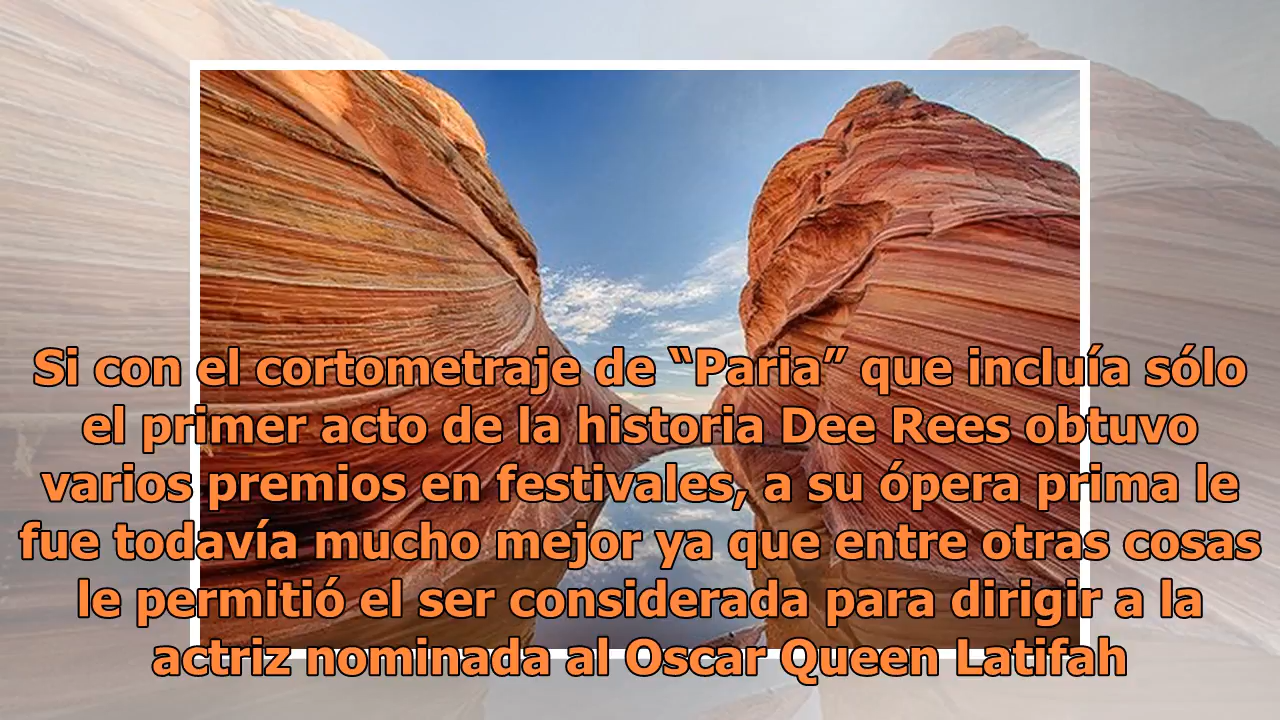 Si con el cortometraje de “Paria” que incluía sólo
el primer acto de la historia Dee Rees obtuvo
varios premios en festivales, a su ópera prima le
fue todavía mucho mejor ya que entre otras cosas
le permitió el ser considerada para dirigir a la
actriz nominada al Oscar Queen Latifah